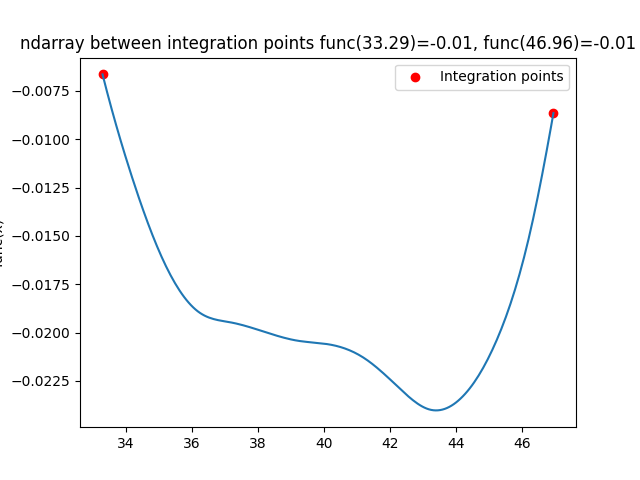 ndarray between integration points func(33.29)=-0.01, func(46.96)=-0.01
Integration points
−0.0075
−0.0100
−0.0125
−0.0150
−0.0175
−0.0200
−0.0225
func(x)
34 36 38 40 42 44 46